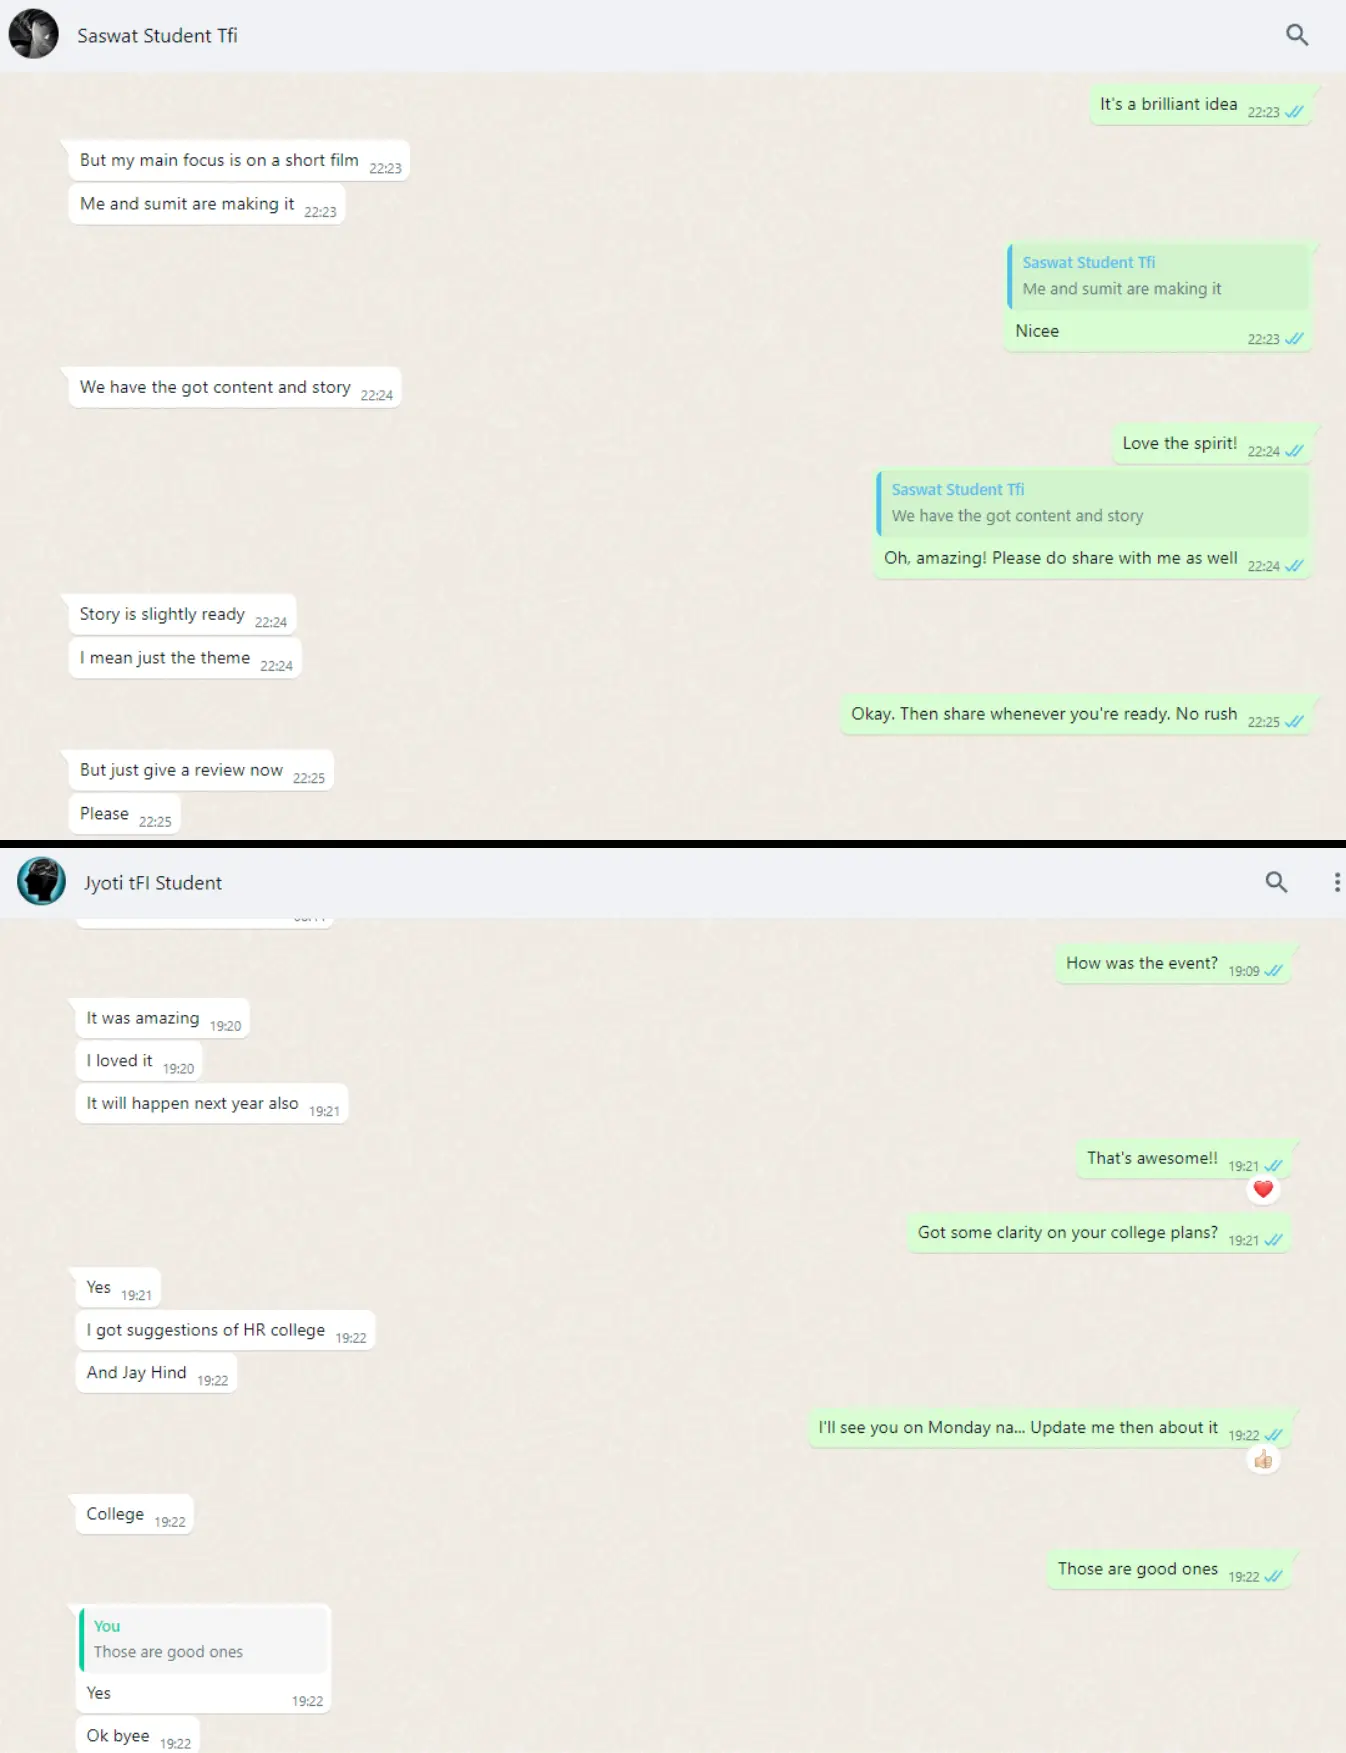 Saswat Student Tfi
It's a brilliant idea 22:23
But my main focus is on a short film 22:23
Me and sumit are making it 22:23
Saswat Student Tfi
Me and sumit are making it
Nicee 22:23
We have the got content and story 22:24
Love the spirit! 22:24
Saswat Student Tfi
We have the got content and story
Oh, amazing! Please do share with me as well 22:24
Story is slightly ready 22:24
I mean just the theme 22:24
Okay. Then share whenever you're ready. No rush 22:25
But just give a review now 22:25
Please 22:25
Jyoti tFI Student
How was the event? 19:09
It was amazing 19:20
I loved it 19:20
It will happen next year also 19:21
That's awesome!! 19:21
Got some clarity on your college plans? 19:21
Yes 19:21
I got suggestions of HR college 19:22
And Jay Hind 19:22
I'll see you on Monday na... Update me then about it 19:22
College 19:22
Those are good ones 19:22
You
Those are good ones
Yes 19:22
Ok byee 19:22